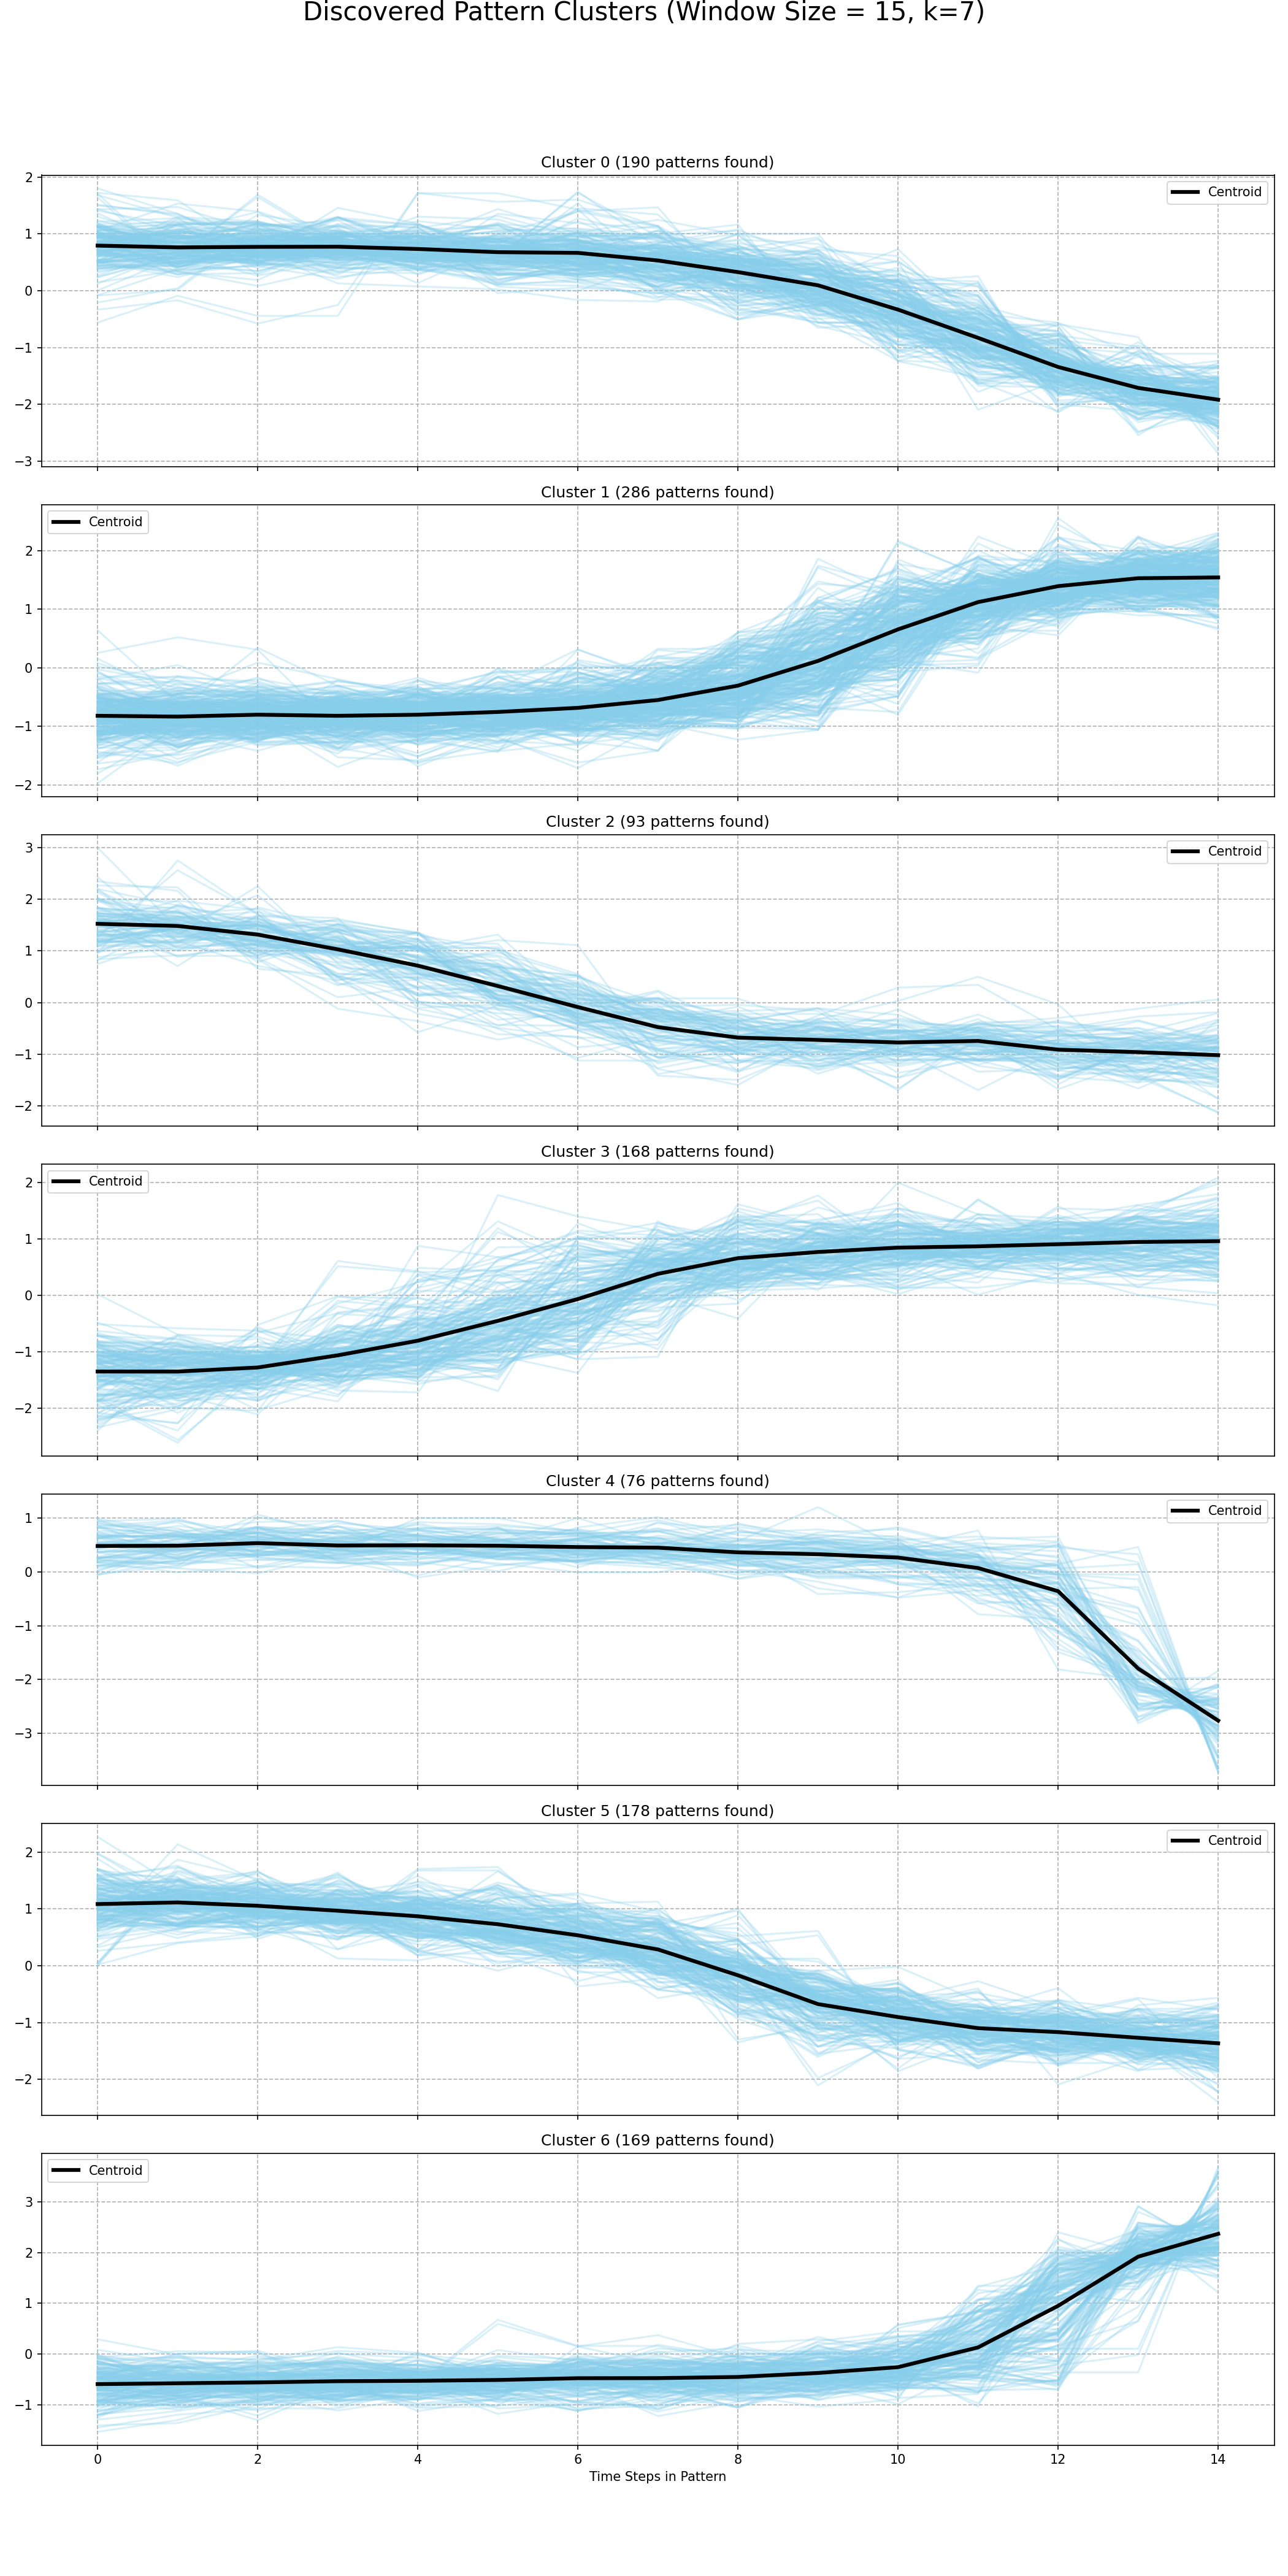 Discovered Pattern Clusters (Window Size = 15, k=7)
Cluster 0 (190 patterns found)
Centroid
2
1
0
−1
−2
−3
Cluster 1 (286 patterns found)
Centroid
2
1
0
−1
−2
Cluster 2 (93 patterns found)
Centroid
3
2
1
0
−1
−2
Cluster 3 (168 patterns found)
Centroid
2
1
0
−1
−2
Cluster 4 (76 patterns found)
Centroid
1
0
−1
−2
−3
Cluster 5 (178 patterns found)
Centroid
2
1
0
−1
−2
Cluster 6 (169 patterns found)
Centroid
3
2
1
0
−1
0 2 4 6 8 10 12 14
Time Steps in Pattern